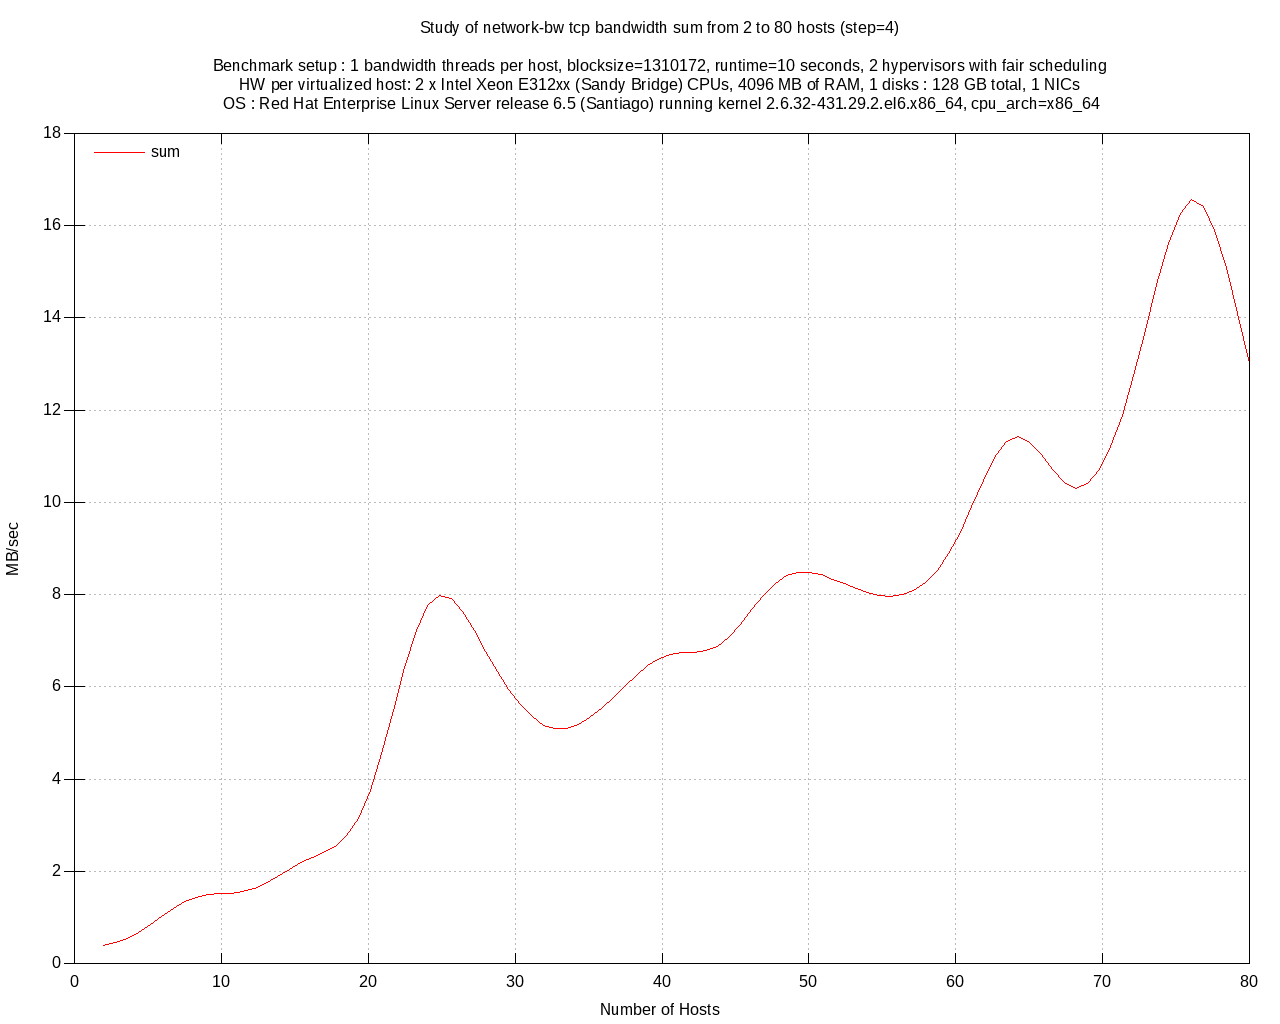 Study of network-bw tcp bandwidth sum from 2 to 80 hosts (step=4)
Benchmark setup : 1 bandwidth threads per host, blocksize=1310172, runtime=10 seconds, 2 hypervisors with fair scheduling
HW per virtualized host: 2 x Intel Xeon E312xx (Sandy Bridge) CPUs, 4096 MB of RAM, 1 disks : 128 GB total, 1 NICs
OS : Red Hat Enterprise Linux Server release 6.5 (Santiago) running kernel 2.6.32-431.29.2.el6.x86_64, cpu_arch=x86_64
18
sum
16
14
12
10
8
6
4
2
0
MB/sec
0 10 20 30 40 50 60 70 80
Number of Hosts